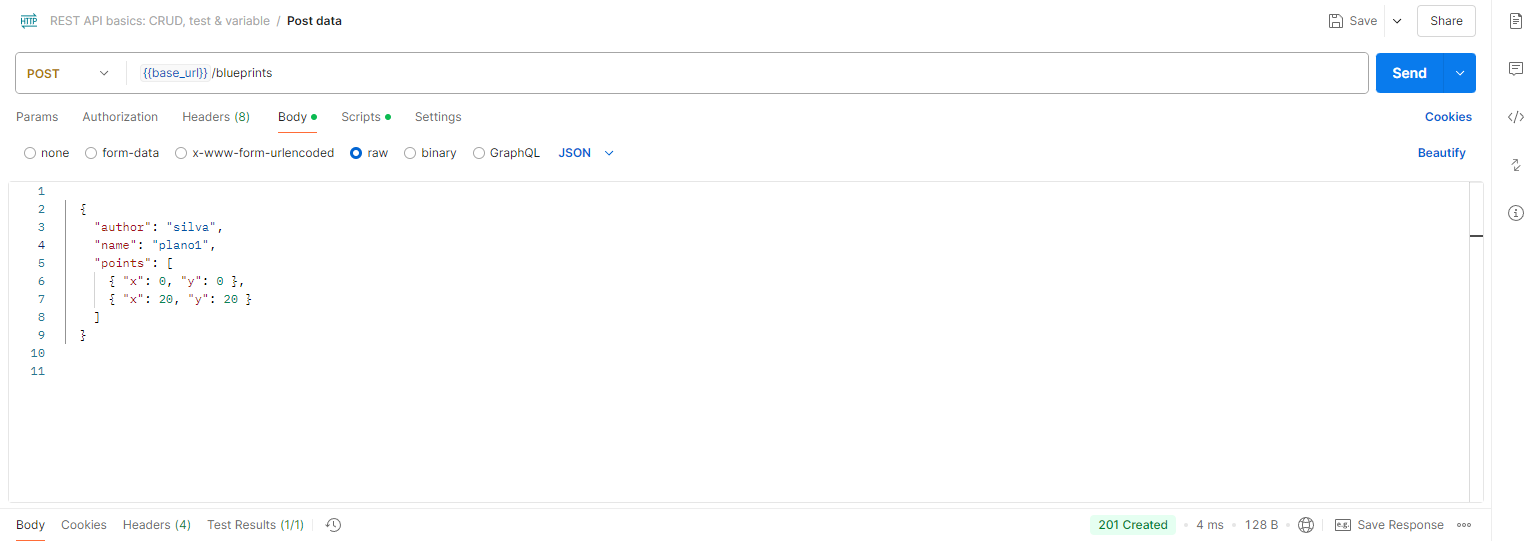 HTTP REST API basics: CRUD, test & variable / Post data Save Share
POST {{base_url}} /blueprints Send
Params Authorization Headers (8) Body Scripts Settings Cookies
none form-data x-www-form-urlencoded raw binary GraphQL JSON Beautify
1
2 {
3 "author": "silva",
4 "name": "plano1",
5 "points": [
6 { "x": 0, "y": 0 },
7 { "x": 20, "y": 20 }
8 ]
9 }
10
11
Body Cookies Headers (4) Test Results (1/1) 201 Created 4 ms 128 B e.g. Save Response